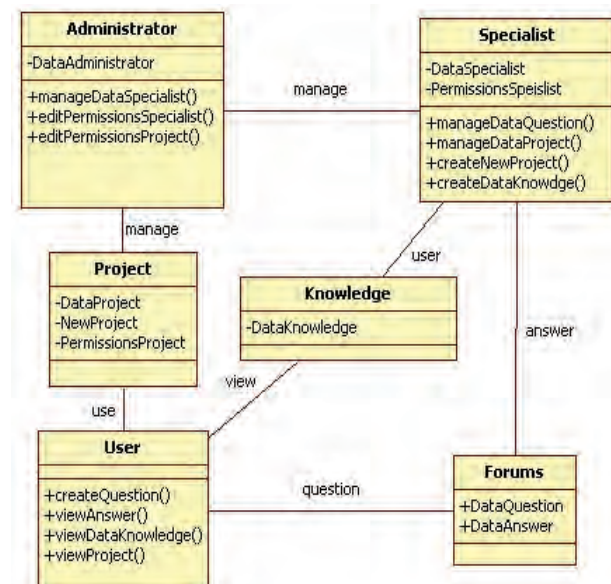 Administrator
-DataAdministrator
+manageDataSpecialist()
+editPermissionsSpecialist()
+editPermissionsProject()
manage
Specialist
-DataSpecialist
-PermissionsSpeislist
+manageDataQuestion()
+manageDataProject()
+createNewProject()
+createDataKnowdge()
manage
user
Project
-DataProject
-NewProject
-PermissionsProject
Knowledge
-DataKnowledge
answer
view
use
User
+createQuestion()
+viewAnswer()
+viewDataKnowledge()
+viewProject()
question
Forums
+DataQuestion
+DataAnswer